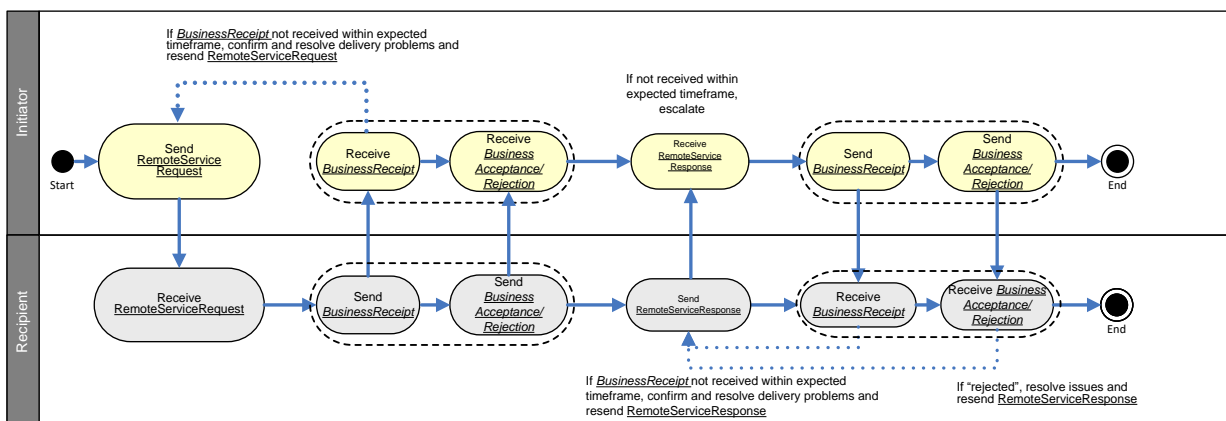 Initiator
If BusinessReceipt not received within expected
timeframe, confirm and resolve delivery problems and
resend RemoteServiceRequest
If not received within
expected timeframe,
escalate
Start
Send
RemoteService
Request
Receive
BusinessReceipt
Receive
Business
Acceptance/
Rejection
Receive
RemoteService
Response
Send
BusinessReceipt
Send
Business
Acceptance/
Rejection
End
Recipient
Receive
RemoteServiceRequest
Send
BusinessReceipt
Send
Business
Acceptance/
Rejection
Send
RemoteServiceResponse
Receive
BusinessReceipt
Receive Business
Acceptance/
Rejection
End
If BusinessReceipt not received within expected
timeframe, confirm and resolve delivery problems and
resend RemoteServiceResponse
If “rejected”, resolve issues and
resend RemoteServiceResponse